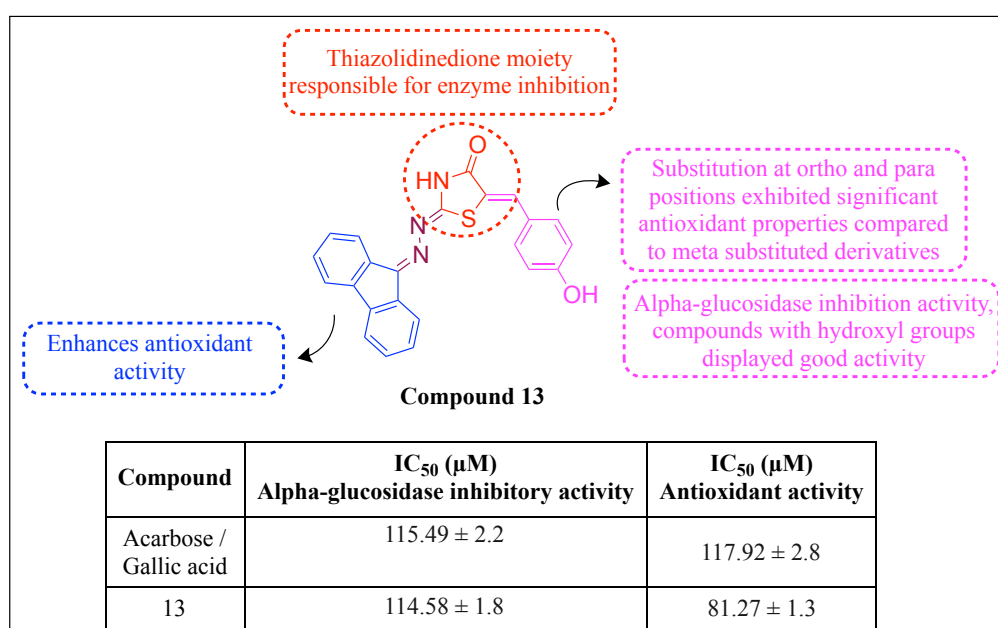 Thiazolidinedione moiety
responsible for enzyme inhibition
O
HN
S
N
N
OH
Substitution at ortho and para
positions exhibited significant
antioxidant properties compared
to meta substituted derivatives
Alpha-glucosidase inhibition activity,
compounds with hydroxyl groups
displayed good activity
Enhances antioxidant
activity
Compound 13
Compound
IC50 (µM)
Alpha-glucosidase inhibitory activity
IC50 (µM)
Antioxidant activity
Acarbose /
Gallic acid
115.49 ± 2.2
117.92 ± 2.8
13
114.58 ± 1.8
81.27 ± 1.3